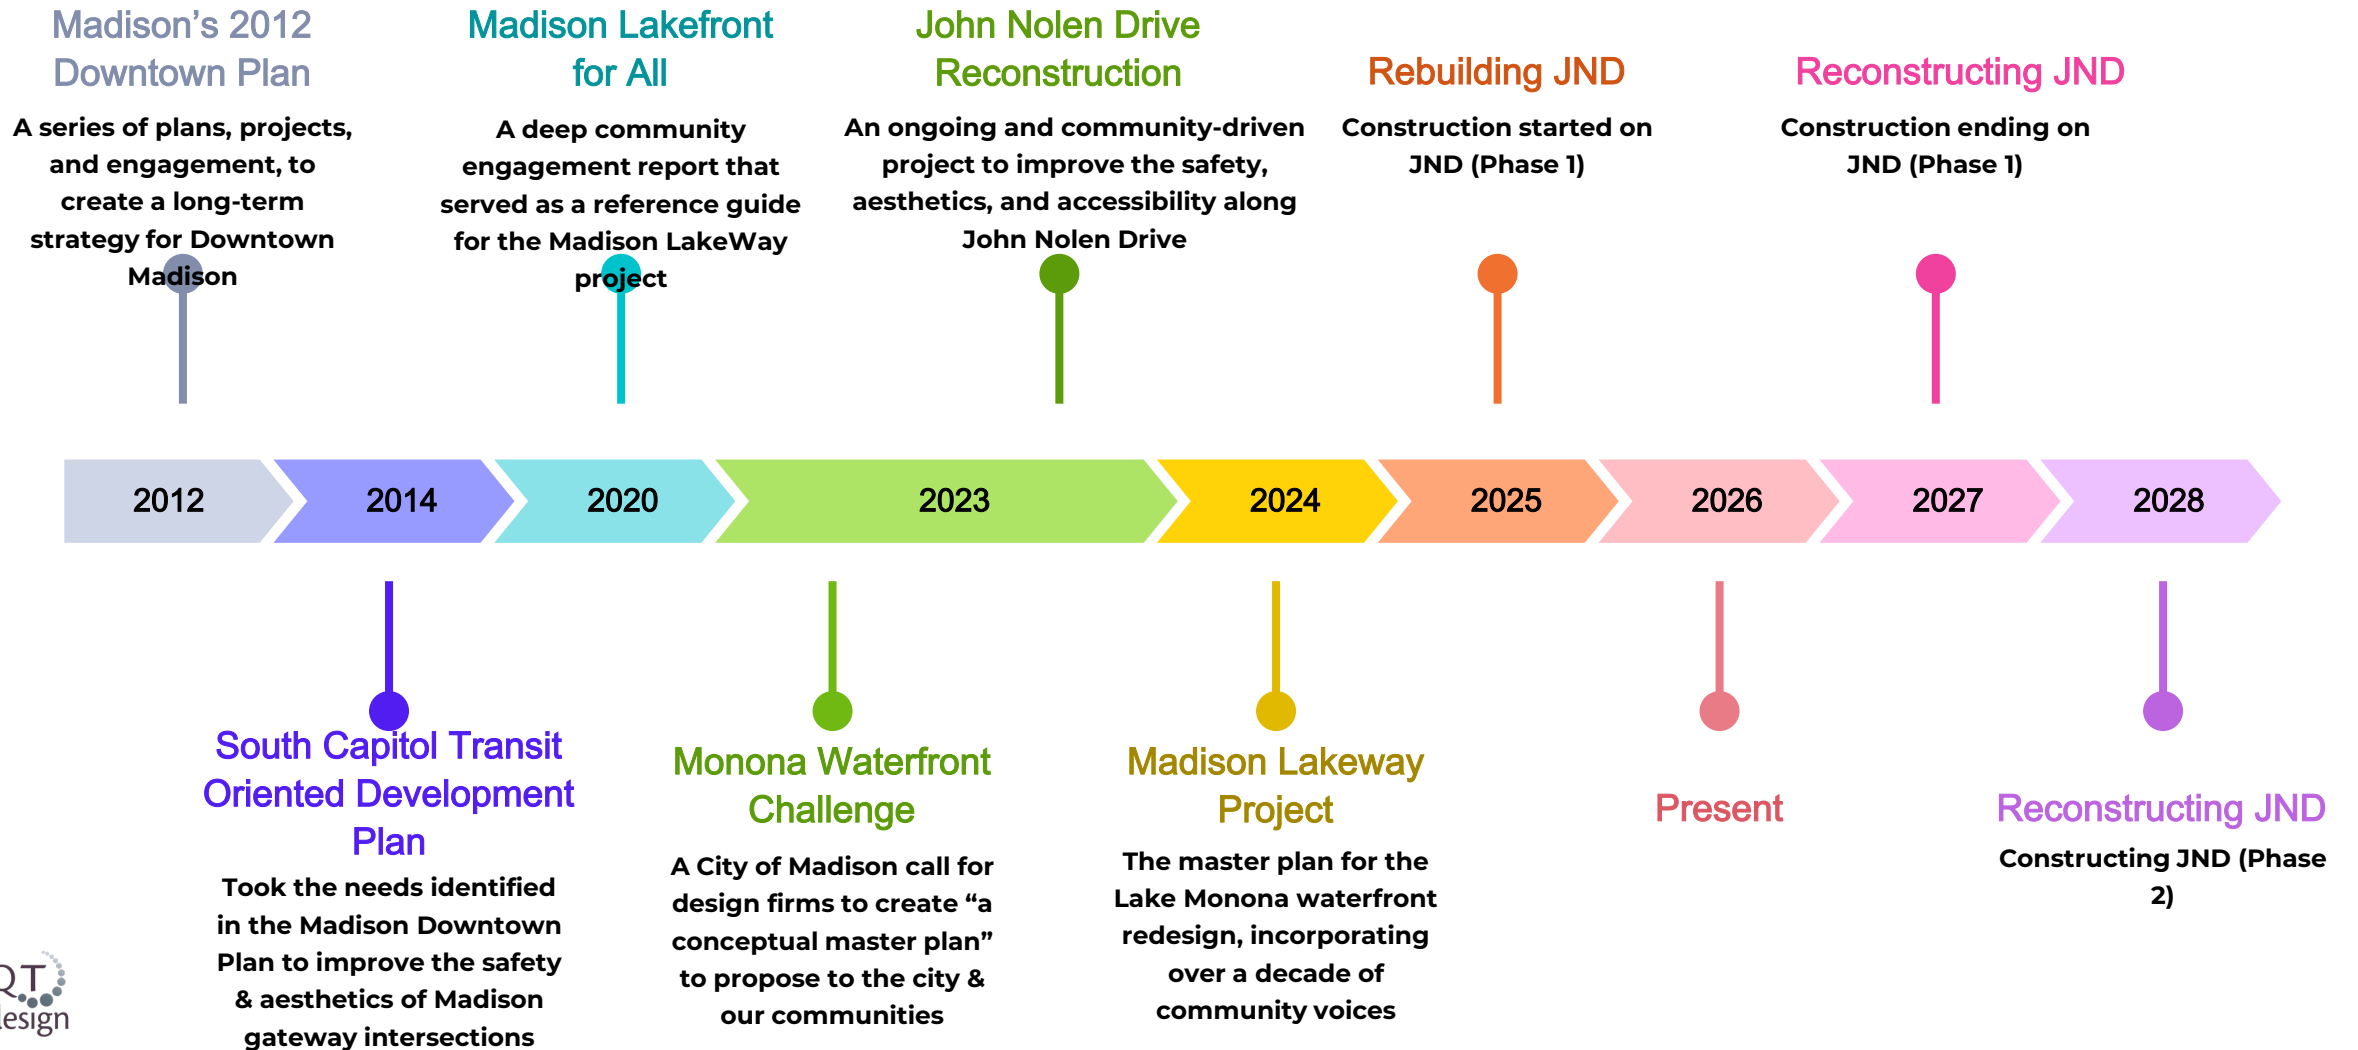 Madison's 2012
Downtown Plan
A series of plans, projects,
and engagement, to
create a long-term
strategy for Downtown
Madison
Madison Lakefront
for All
A deep community
engagement report that
served as a reference guide
for the Madison LakeWay
project
John Nolen Drive
Reconstruction
An ongoing and community-driven
project to improve the safety,
aesthetics, and accessibility along
John Nolen Drive
Rebuilding JND
Construction started on
JND (Phase 1)
Reconstructing JND
Construction ending on
JND (Phase 1)
2012
2014
2020
2023
2024
2025
2026
2027
2028
South Capitol Transit
Oriented Development
Plan
Took the needs identified
in the Madison Downtown
Plan to improve the safety
& aesthetics of Madison
gateway intersections
Monona Waterfront
Challenge
A City of Madison call for
design firms to create “a
conceptual master plan”
to propose to the city &
our communities
Madison Lakeway
Project
The master plan for the
Lake Monona waterfront
redesign, incorporating
over a decade of
community voices
Present
Reconstructing JND
Constructing JND (Phase
2)
QT
design